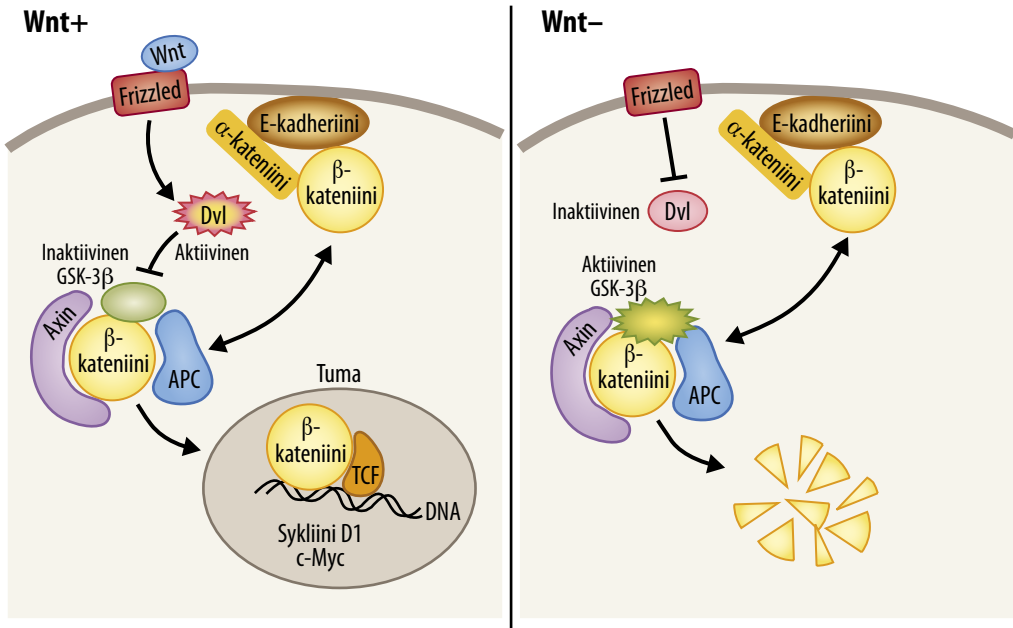 Wnt+
Wnt
Frizzled
E-kadheriini
α-kateniini
β-
kateniini
Dvl
Aktiivinen
Inaktiivinen
GSK-3β
Axin
β-
kateniini
APC
Tuma
β-
kateniini
TCF
DNA
Sykliini D1
c-Myc
Wnt–
Frizzled
E-kadheriini
α-kateniini
β-
kateniini
Inaktiivinen
Dvl
Aktiivinen
GSK-3β
Axin
β-
kateniini
APC